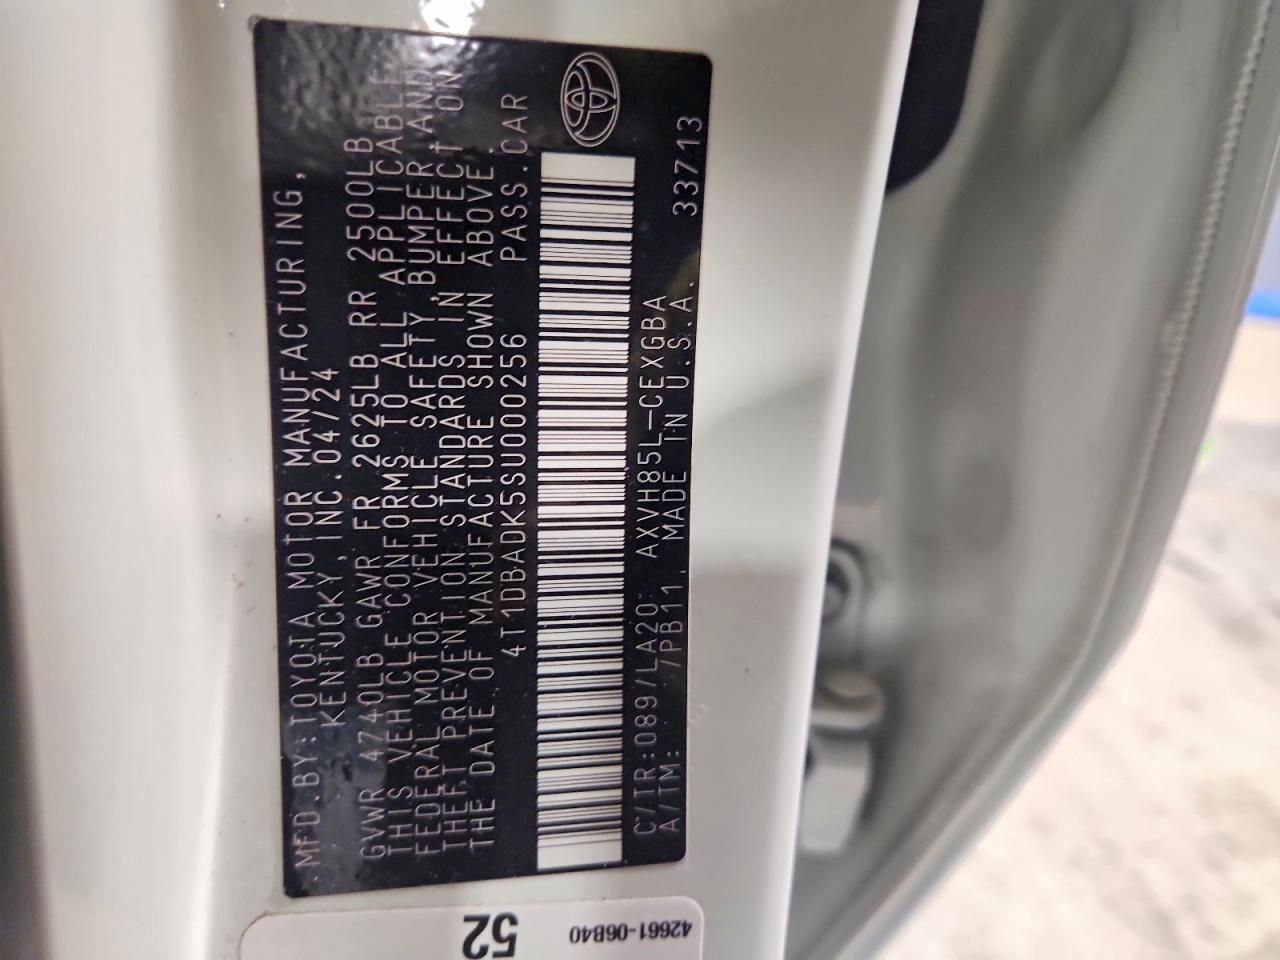 MFD.BY:TOYOTA MOTOR MANUFACTURING,
KENTUCKY,INC.04/24
GVWR 4740LB GAWR FR 2625LB RR 2500LB
THIS VEHICLE CONFORMS TO ALL APPLICABLE
FEDERAL MOTOR VEHICLE SAFETY,BUMPER,AND
THEFT PREVENTION STANDARDS IN EFFECT ON
THE DATE OF MANUFACTURE SHOWN ABOVE.
4T1DBADK5SU000256 PASS.CAR
C/TR:089/LA20 AXVH85L-CEXGBA
A/TM: /PB11, MADE IN U.S.A. 33713
52
42661-06B40